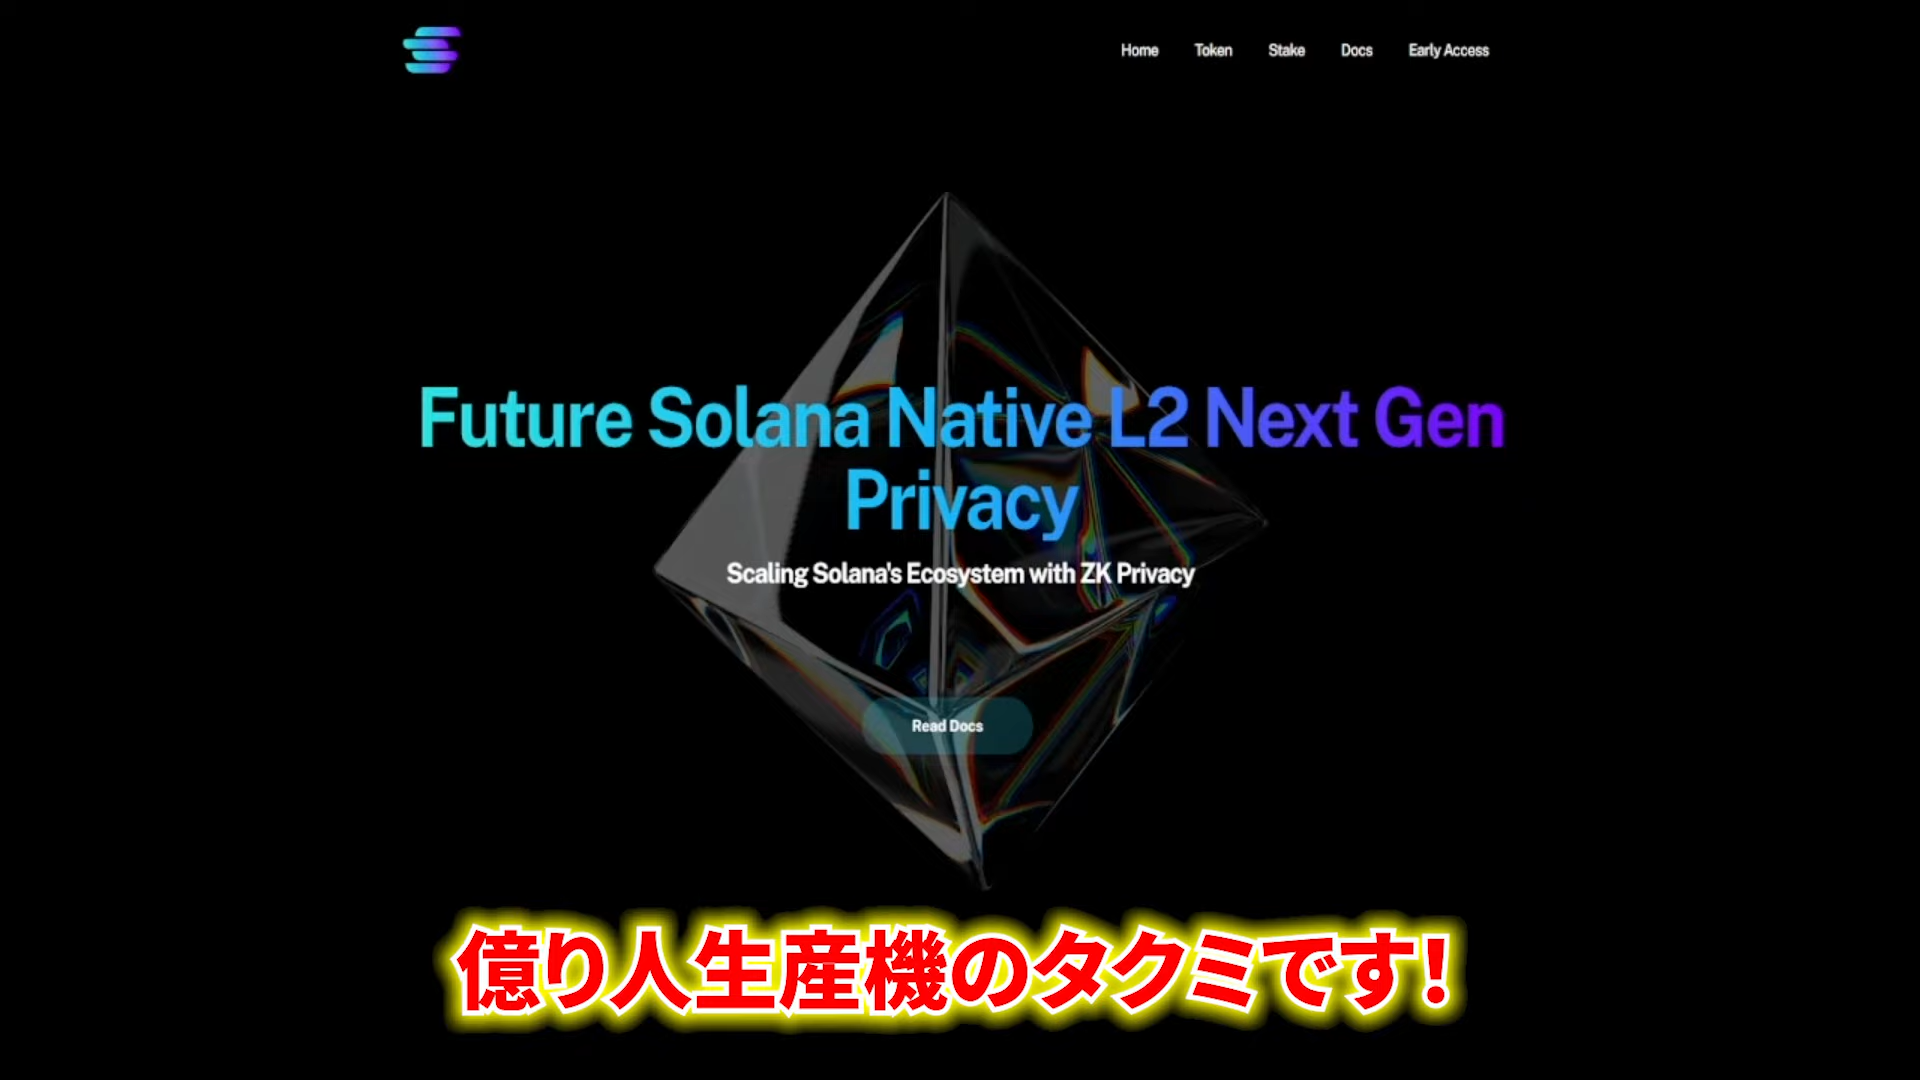 Home
Token
Stake
Docs
Early Access
Future Solana Native L2 Next Gen
Privacy
Scaling Solana's Ecosystem with ZK Privacy
Read Docs
億り人生産機のタクミです!